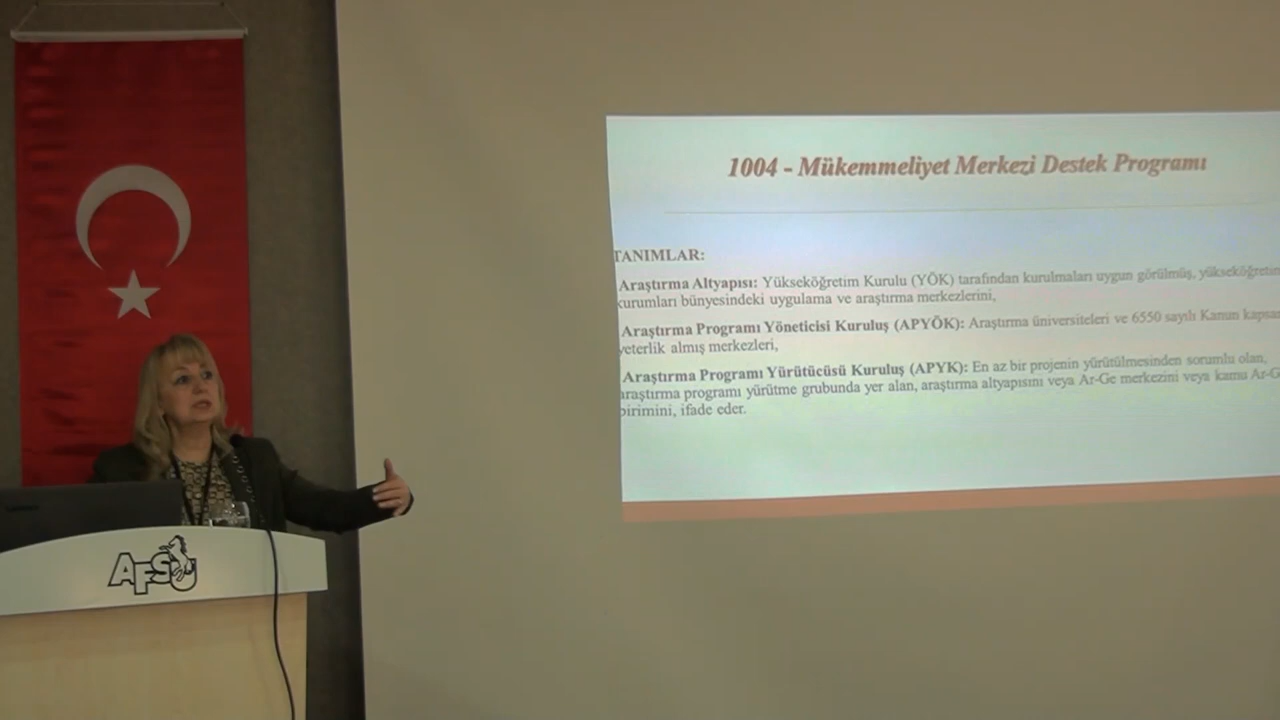 1004 - Mükemmeliyet Merkezi Destek Programı
TANIMLAR:
Araştırma Altyapısı: Yükseköğretim Kurulu (YÖK) tarafından kurulmaları uygun görülmüş, yükseköğretim
kurumları bünyesindeki uygulama ve araştırma merkezlerini,
Araştırma Programı Yöneticisi Kuruluş (APYÖK): Araştırma üniversiteleri ve 6550 sayılı Kanun kapsa
yeterlik almış merkezleri,
Araştırma Programı Yürütücüsü Kuruluş (APYK): En az bir projenin yürütülmesinden sorumlu olan,
araştırma programı yürütme grubunda yer alan, araştırma altyapısını veya Ar-Ge merkezini veya kamu Ar-G
birimini, ifade eder.
AFSÜ